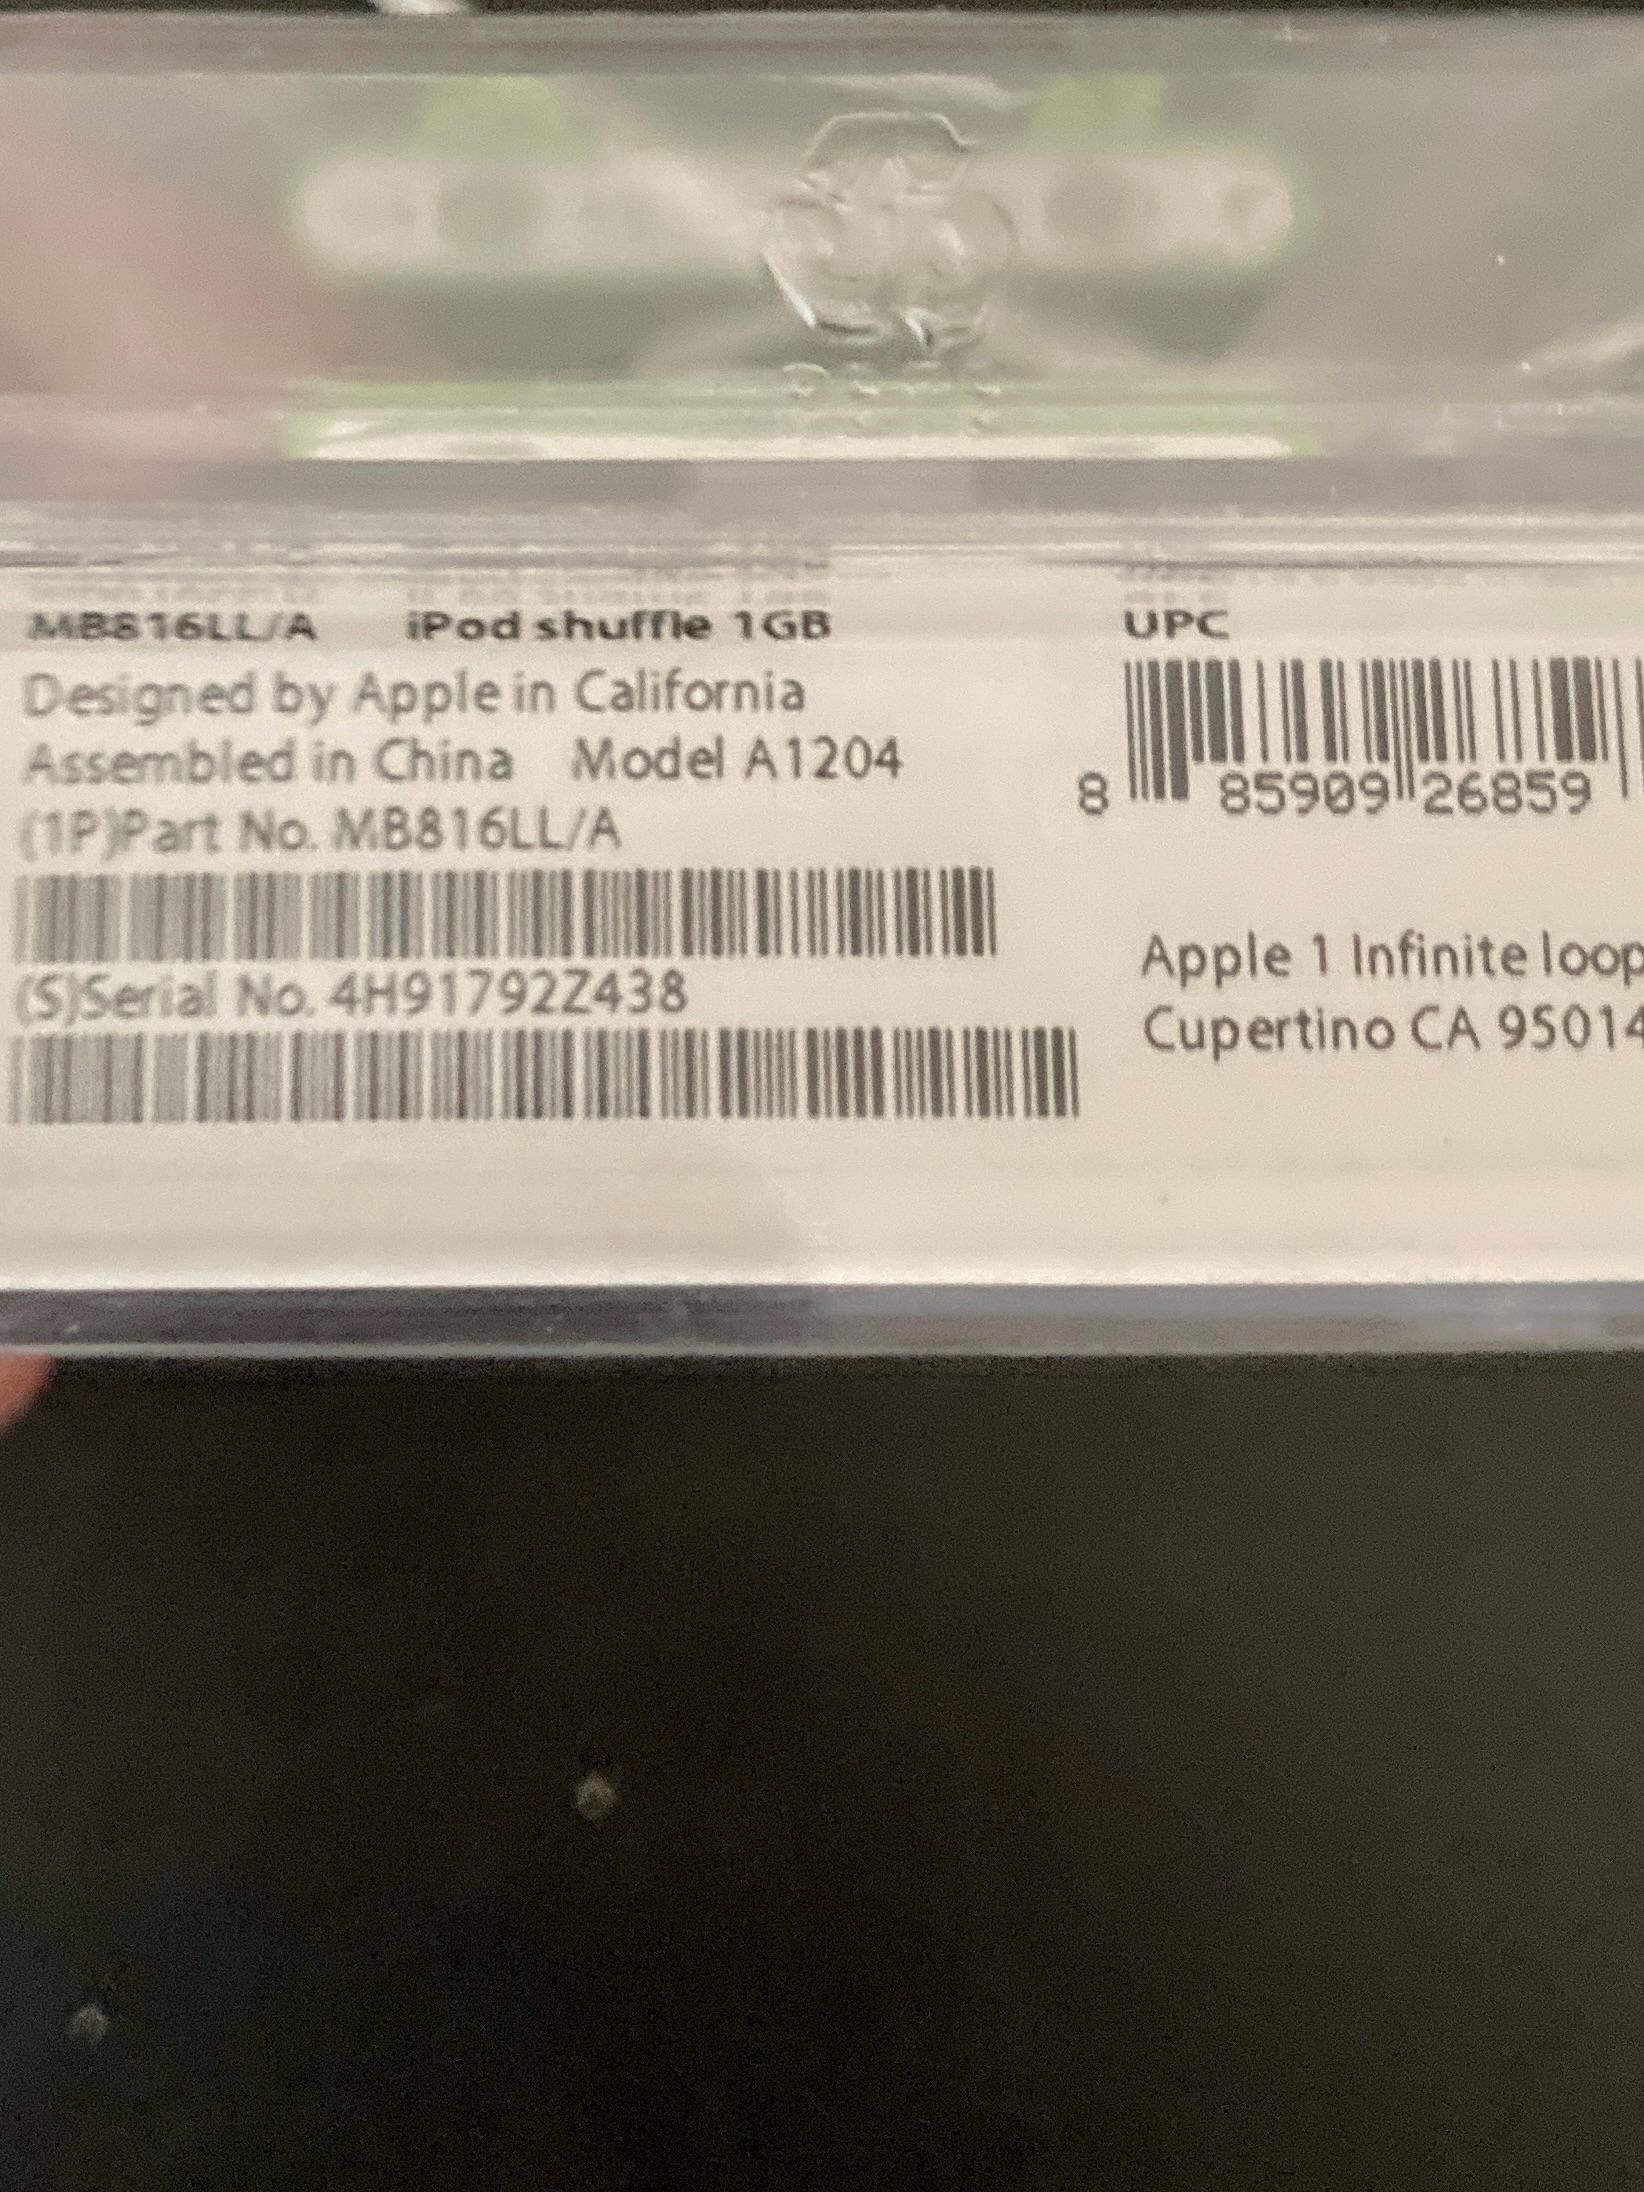 MB816LL/A iPod shuffle 1GB
Designed by Apple in California
Assembled in China Model A1204
(1P)Part No. MB816LL/A
(S)Serial No. 4H91792Z438
UPC
8 85909 26859
Apple 1 Infinite loop
Cupertino CA 95014